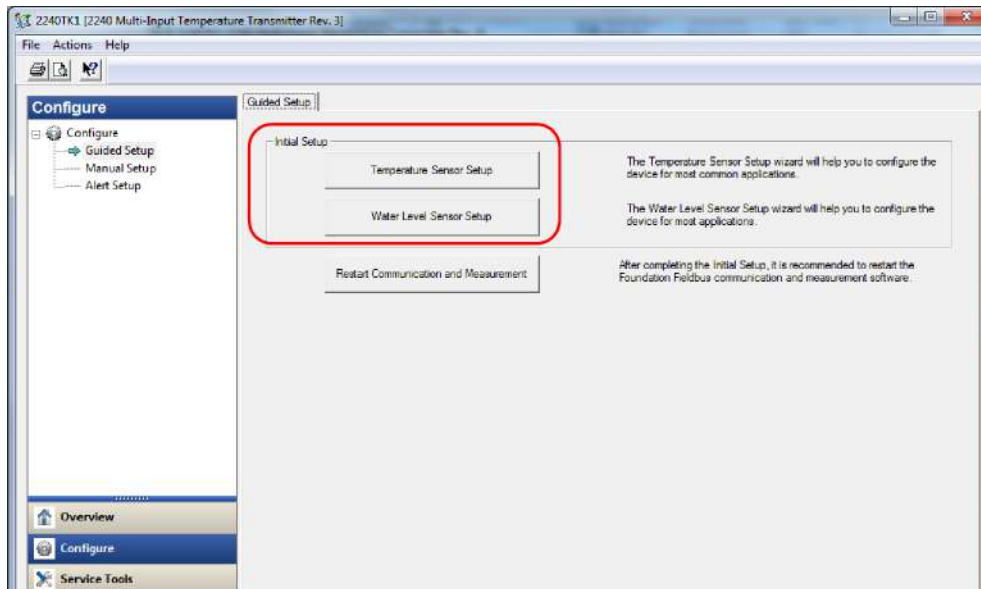 2240TK1 [2240 Multi-Input Temperature Transmitter Rev. 3]
File Actions Help
Configure
Configure
Guided Setup
Manual Setup
Alert Setup
Overview
Configure
Service Tools
Guided Setup
Initial Setup
Temperature Sensor Setup
The Temperature Sensor Setup wizard will help you to configure the
device for most common applications.
Water Level Sensor Setup
The Water Level Sensor Setup wizard will help you to configure the
device for most applications.
Restart Communication and Measurement
After completing the Initial Setup, it is recommended to restart the
Foundation Fieldbus communication and measurement software.